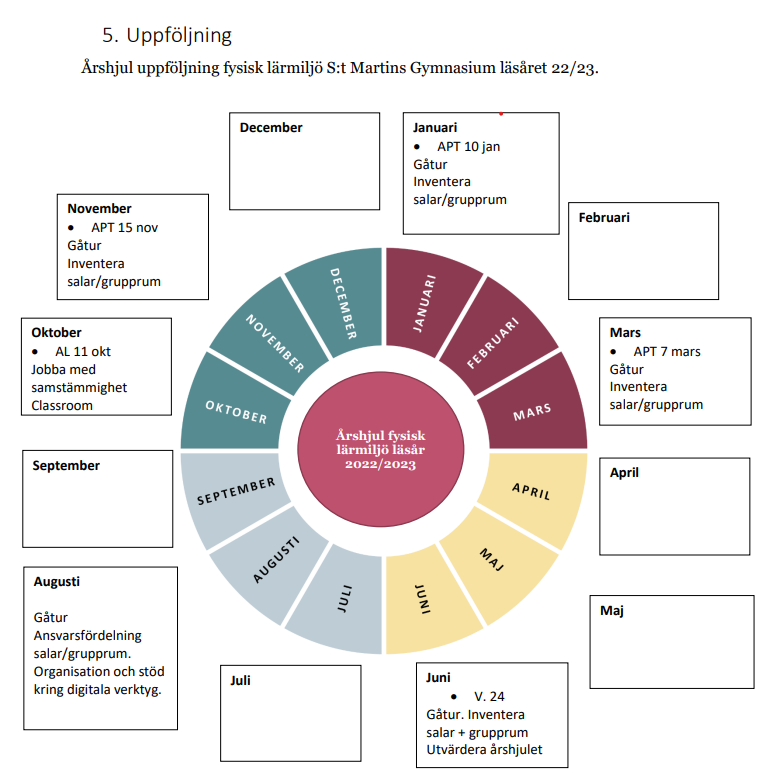 5. Uppföljning
Årshjul uppföljning fysisk lärmiljö S:t Martins Gymnasium läsåret 22/23.
December
Januari
• APT 10 jan
Gåtur
Inventera
salar/grupprum
Februari
Mars
• APT 7 mars
Gåtur
Inventera
salar/grupprum
April
Maj
Juni
• V. 24
Gåtur. Inventera
salar + grupprum
Utvärdera årshjulet
Juli
Augusti
Gåtur
Ansvarsfördelning
salar/grupprum.
Organisation och stöd
kring digitala verktyg.
September
Oktober
• AL 11 okt
Jobba med
samstämmighet
Classroom
November
• APT 15 nov
Gåtur
Inventera
salar/grupprum
JANUARI
FEBRUARI
MARS
APRIL
MAJ
JUNI
JULI
AUGUSTI
SEPTEMBER
OKTOBER
NOVEMBER
DECEMBER
Årshjul fysisk
lärmiljö läsår
2022/2023